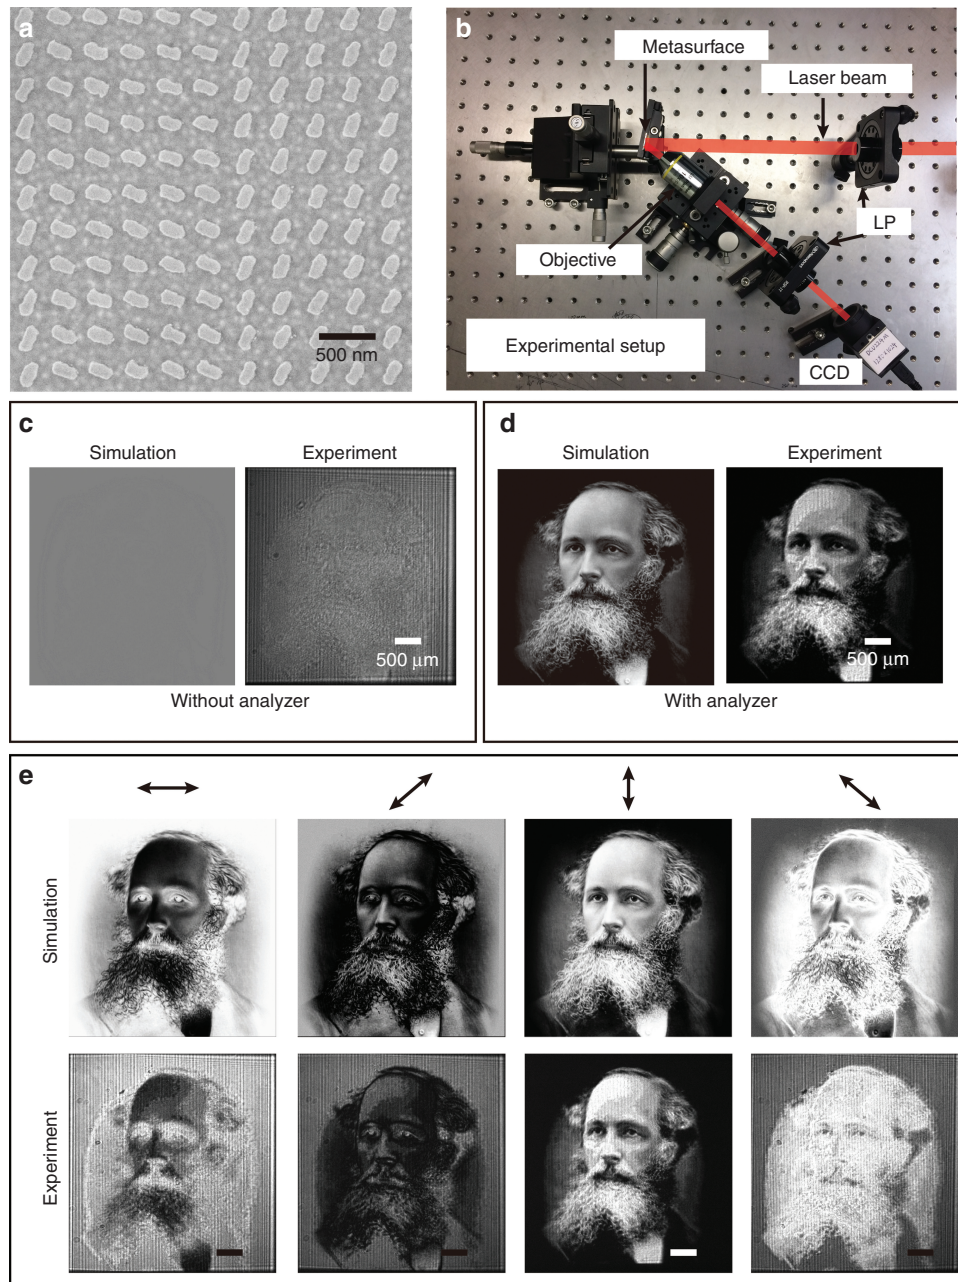 a
500 nm
b
Metasurface
Laser beam
LP
Objective
Experimental setup
CCD
c
Simulation
Experiment
500 μm
Without analyzer
d
Simulation
Experiment
500 μm
With analyzer
e
Simulation
Experiment